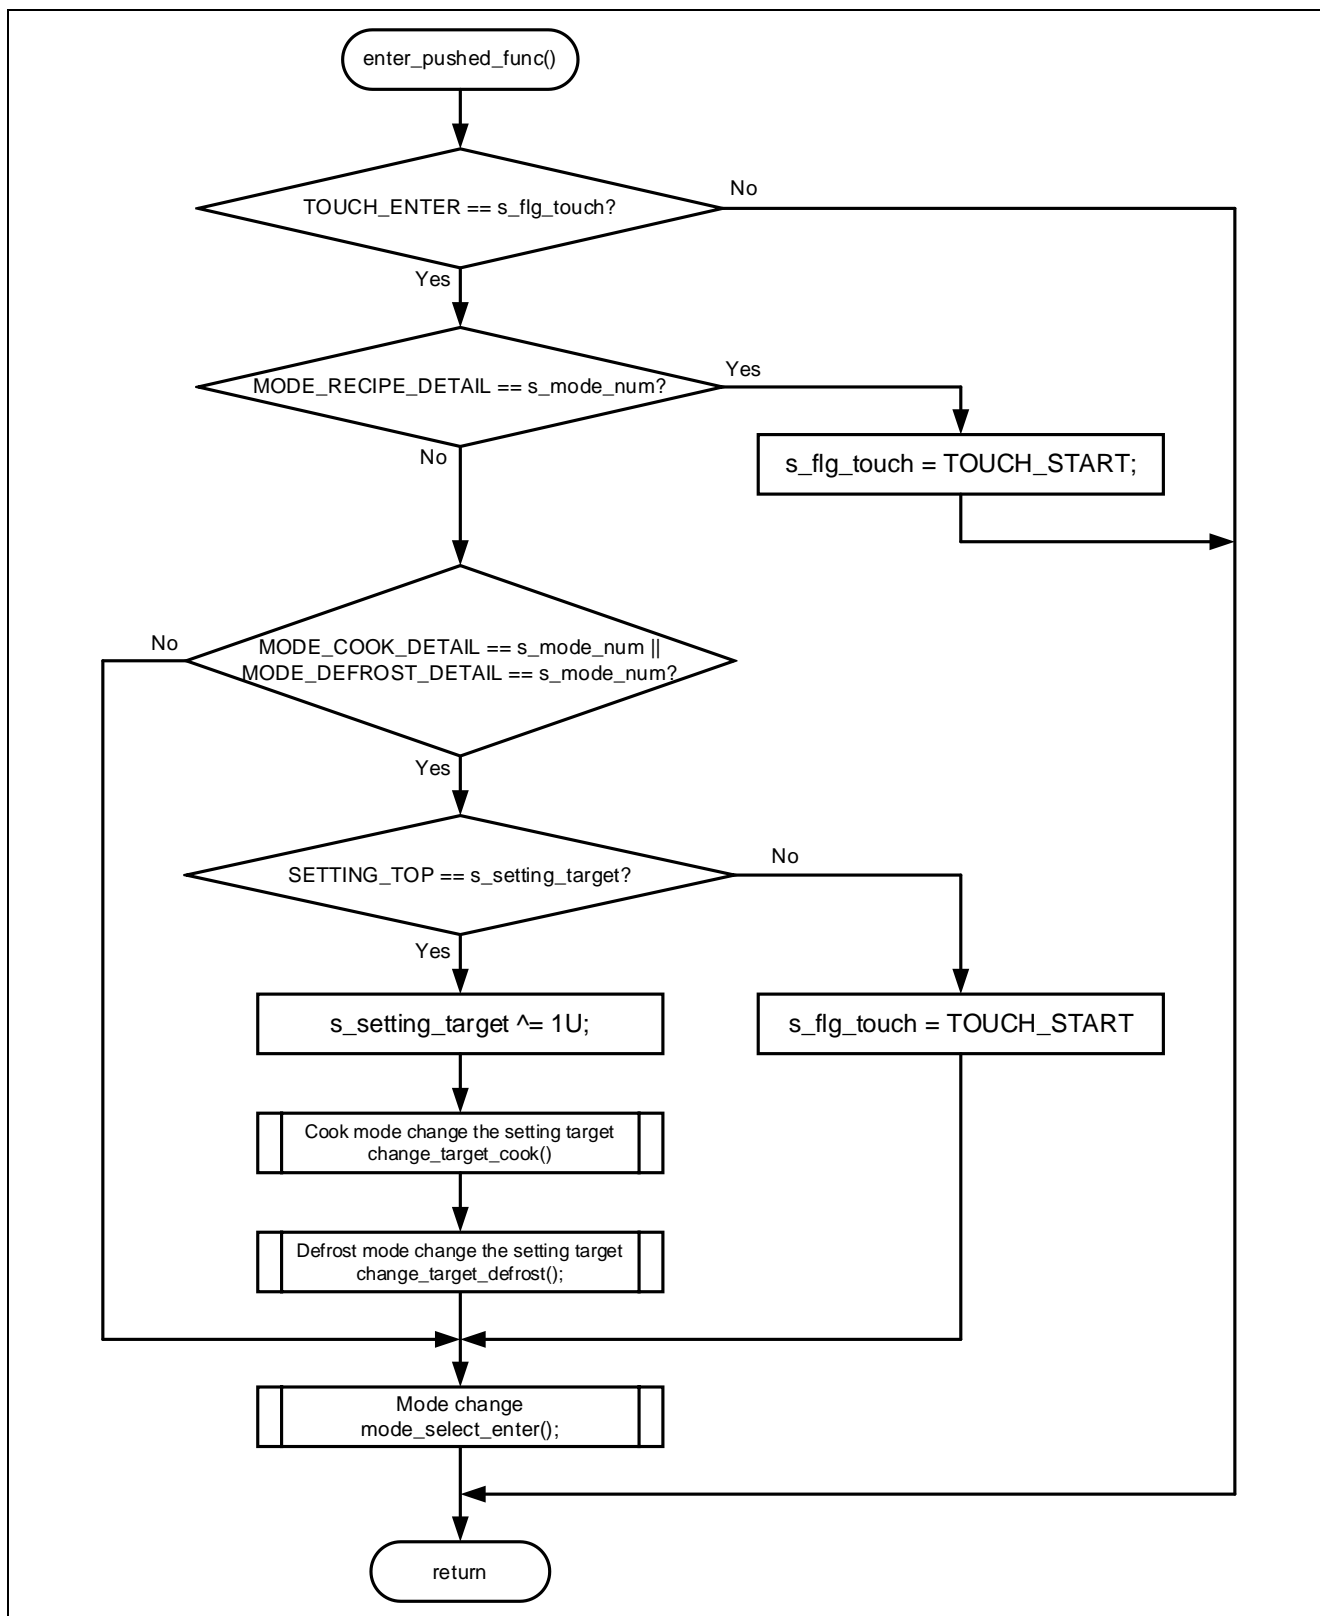 enter_pushed_func()
TOUCH_ENTER == s_flg_touch?
No
Yes
MODE_RECIPE_DETAIL == s_mode_num?
Yes
No
s_flg_touch = TOUCH_START;
MODE_COOK_DETAIL == s_mode_num ||
MODE_DEFROST_DETAIL == s_mode_num?
No
Yes
SETTING_TOP == s_setting_target?
No
Yes
s_setting_target ^= 1U;
s_flg_touch = TOUCH_START
Cook mode change the setting target
change_target_cook()
Defrost mode change the setting target
change_target_defrost();
Mode change
mode_select_enter();
return